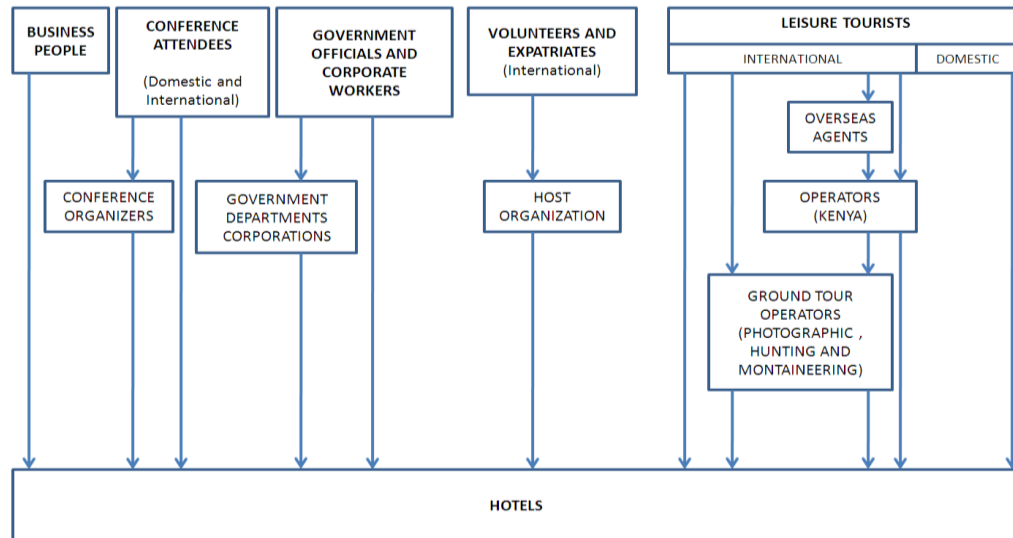 BUSINESS
PEOPLE
CONFERENCE
ATTENDEES
(Domestic and
International)
GOVERNMENT
OFFICIALS AND
CORPORATE
WORKERS
VOLUNTEERS AND
EXPATRIATES
(International)
LEISURE TOURISTS
INTERNATIONAL
DOMESTIC
OVERSEAS
AGENTS
CONFERENCE
ORGANIZERS
GOVERNMENT
DEPARTMENTS
CORPORATIONS
HOST
ORGANIZATION
OPERATORS
(KENYA)
GROUND TOUR
OPERATORS
(PHOTOGRAPHIC ,
HUNTING AND
MONTAINEERING)
HOTELS